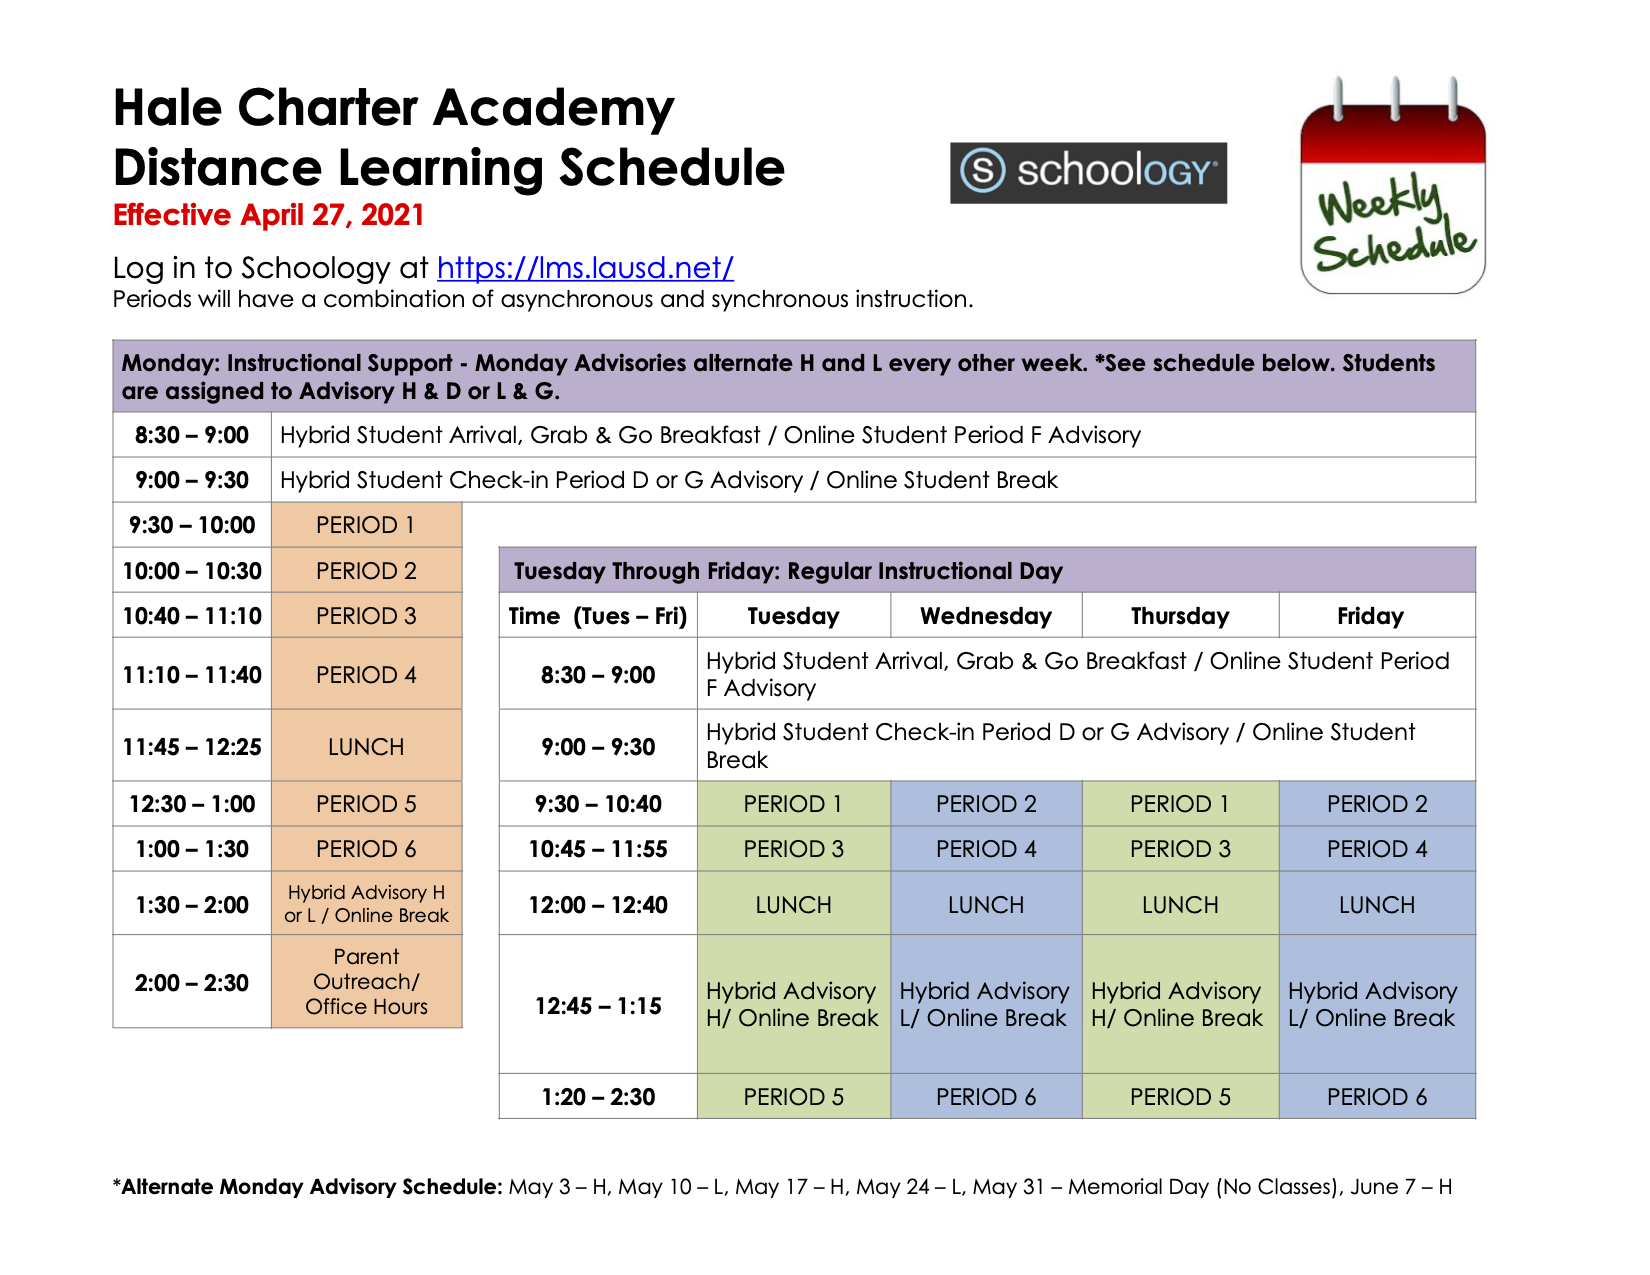 Hale Charter Academy
Distance Learning Schedule
Effective April 27, 2021
schoology
Weekly
Schedule
Log in to Schoology at https://lms.lausd.net/
Periods will have a combination of asynchronous and synchronous instruction.
Monday: Instructional Support - Monday Advisories alternate H and L every other week. *See schedule below. Students
are assigned to Advisory H & D or L & G.
8:30 – 9:00 Hybrid Student Arrival, Grab & Go Breakfast / Online Student Period F Advisory
9:00 – 9:30 Hybrid Student Check-in Period D or G Advisory / Online Student Break
9:30 – 10:00 PERIOD 1
10:00 – 10:30 PERIOD 2
10:40 – 11:10 PERIOD 3
11:10 – 11:40 PERIOD 4
11:45 – 12:25 LUNCH
12:30 – 1:00 PERIOD 5
1:00 – 1:30 PERIOD 6
1:30 – 2:00 Hybrid Advisory H
or L / Online Break
2:00 – 2:30 Parent
Outreach/
Office Hours
Tuesday Through Friday: Regular Instructional Day
Time (Tues – Fri) Tuesday Wednesday Thursday Friday
8:30 – 9:00 Hybrid Student Arrival, Grab & Go Breakfast / Online Student Period
F Advisory
9:00 – 9:30 Hybrid Student Check-in Period D or G Advisory / Online Student
Break
9:30 – 10:40 PERIOD 1 PERIOD 2 PERIOD 1 PERIOD 2
10:45 – 11:55 PERIOD 3 PERIOD 4 PERIOD 3 PERIOD 4
12:00 – 12:40 LUNCH LUNCH LUNCH LUNCH
12:45 – 1:15 Hybrid Advisory Hybrid Advisory Hybrid Advisory Hybrid Advisory
H/ Online Break L/ Online Break H/ Online Break L/ Online Break
1:20 – 2:30 PERIOD 5 PERIOD 6 PERIOD 5 PERIOD 6
*Alternate Monday Advisory Schedule: May 3 – H, May 10 – L, May 17 – H, May 24 – L, May 31 – Memorial Day (No Classes), June 7 – H